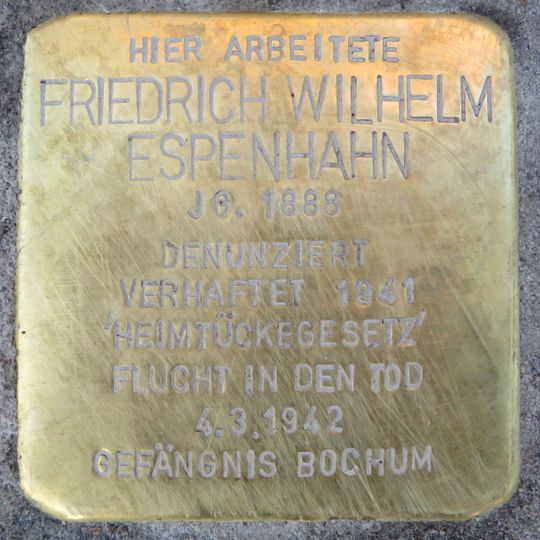 HIER ARBEITETE
FRIEDRICH WILHELM
ESPENHAHN
JG. 1888
DENUNZIERT
VERHAFTET 1941
'HEIMTÜCKEGESETZ'
FLUCHT IN DEN TOD
4.3.1942
GEFÄNGNIS BOCHUM